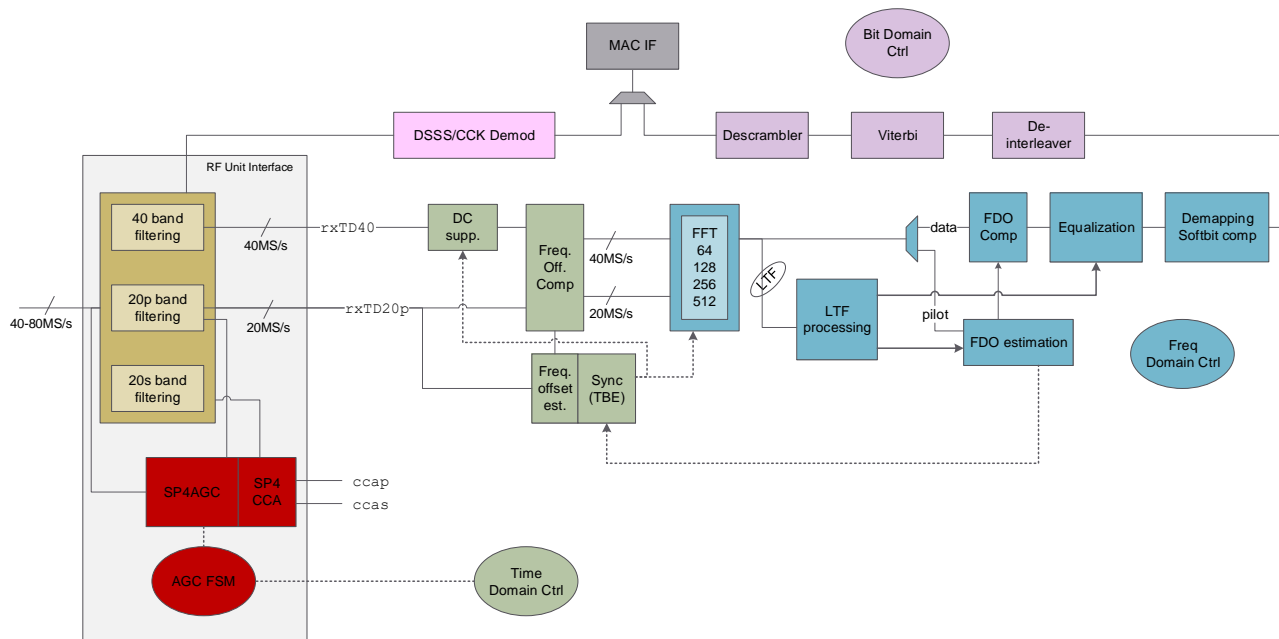 MAC IF
Bit Domain
Ctrl
DSSS/CCK Demod
Descrambler
Viterbi
De-
interleaver
RF Unit Interface
40 band
filtering
40MS/s
rxTD40
DC
supp.
Freq.
Off.
Comp
40MS/s
FFT
64
128
256
512
LTF
data
FDO
Comp
Equalization
Demapping
Softbit comp
40-80MS/s
20p band
filtering
20MS/s
rxTD20p
20MS/s
LTF
processing
pilot
FDO estimation
Freq
Domain Ctrl
20s band
filtering
Freq.
offset
est.
Sync
(TBE)
SP4AGC
SP4
CCA
ccap
ccas
AGC FSM
Time
Domain Ctrl